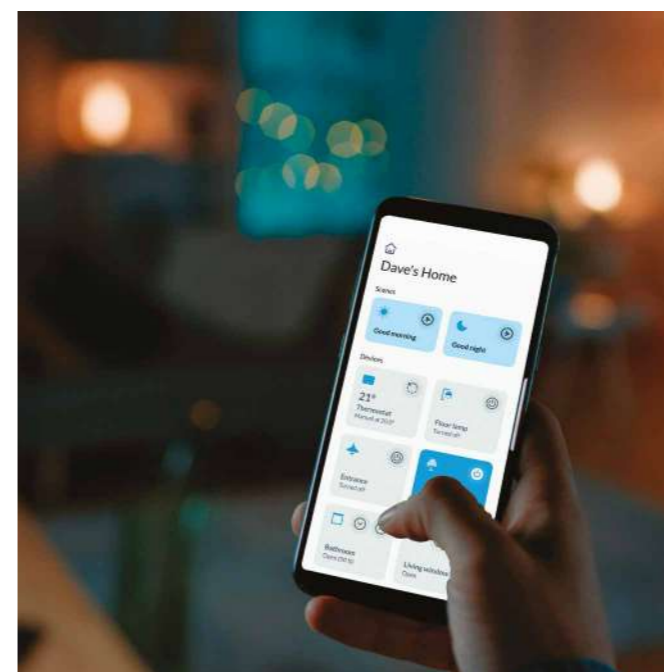 Dave's Home
Scenes
Good morning
Good night
Devices
21°
Thermostat
Floor lamp
Turned off
Entrance
Turned off
Bathroom
Living window
Open